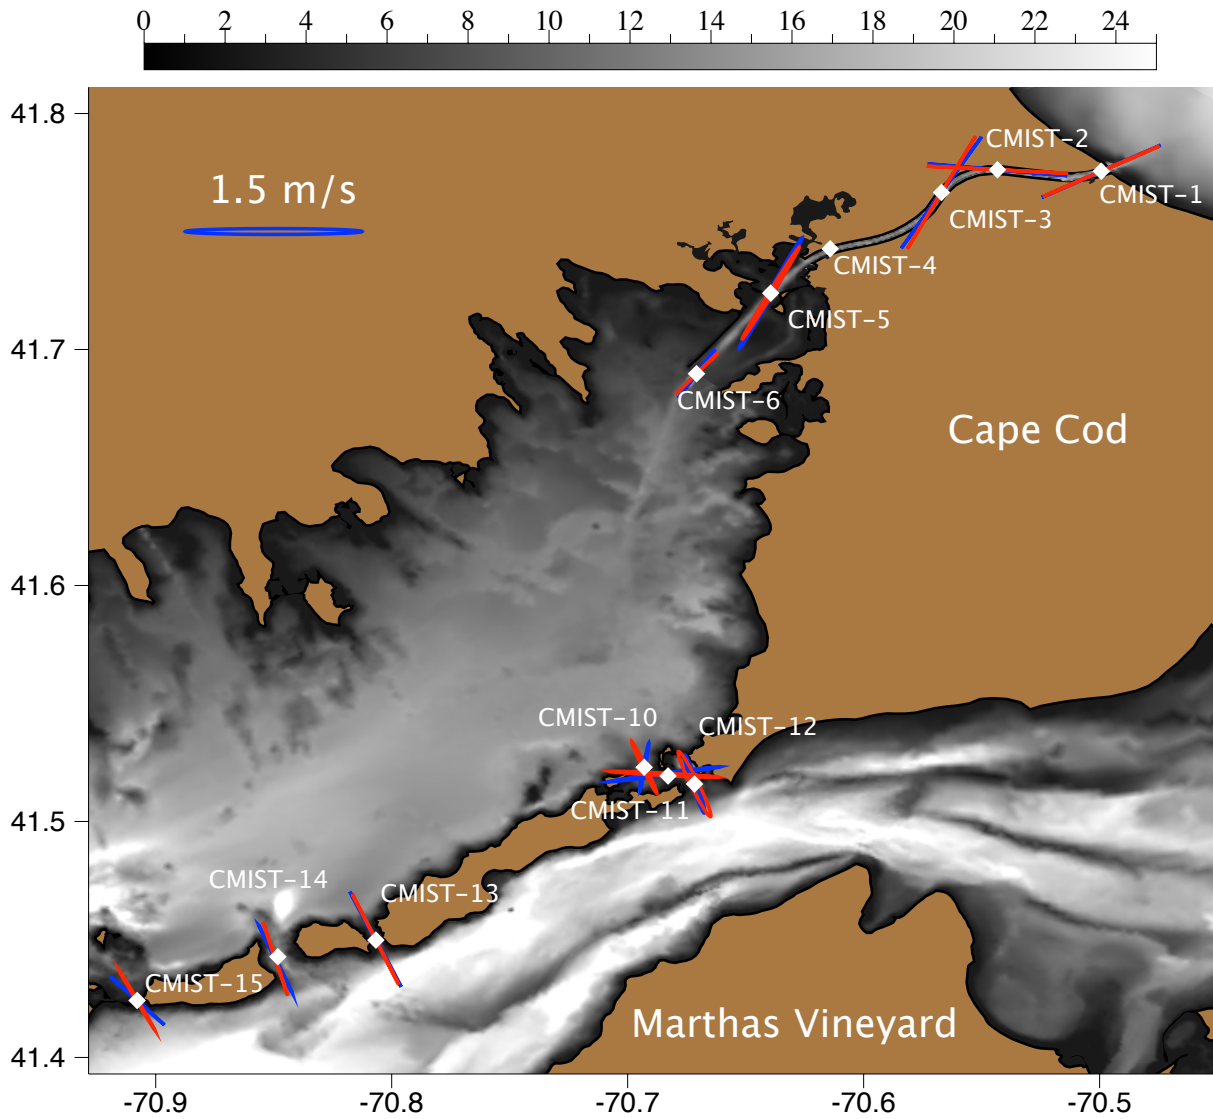 0 2 4 6 8 10 12 14 16 18 20 22 24
41.8
CMIST-2
1.5 m/s
CMIST-1
CMIST-3
CMIST-4
CMIST-5
41.7
CMIST-6
Cape Cod
41.6
CMIST-10
CMIST-12
CMIST-11
41.5
CMIST-14
CMIST-13
CMIST-15
Marthas Vineyard
41.4
-70.9 -70.8 -70.7 -70.6 -70.5